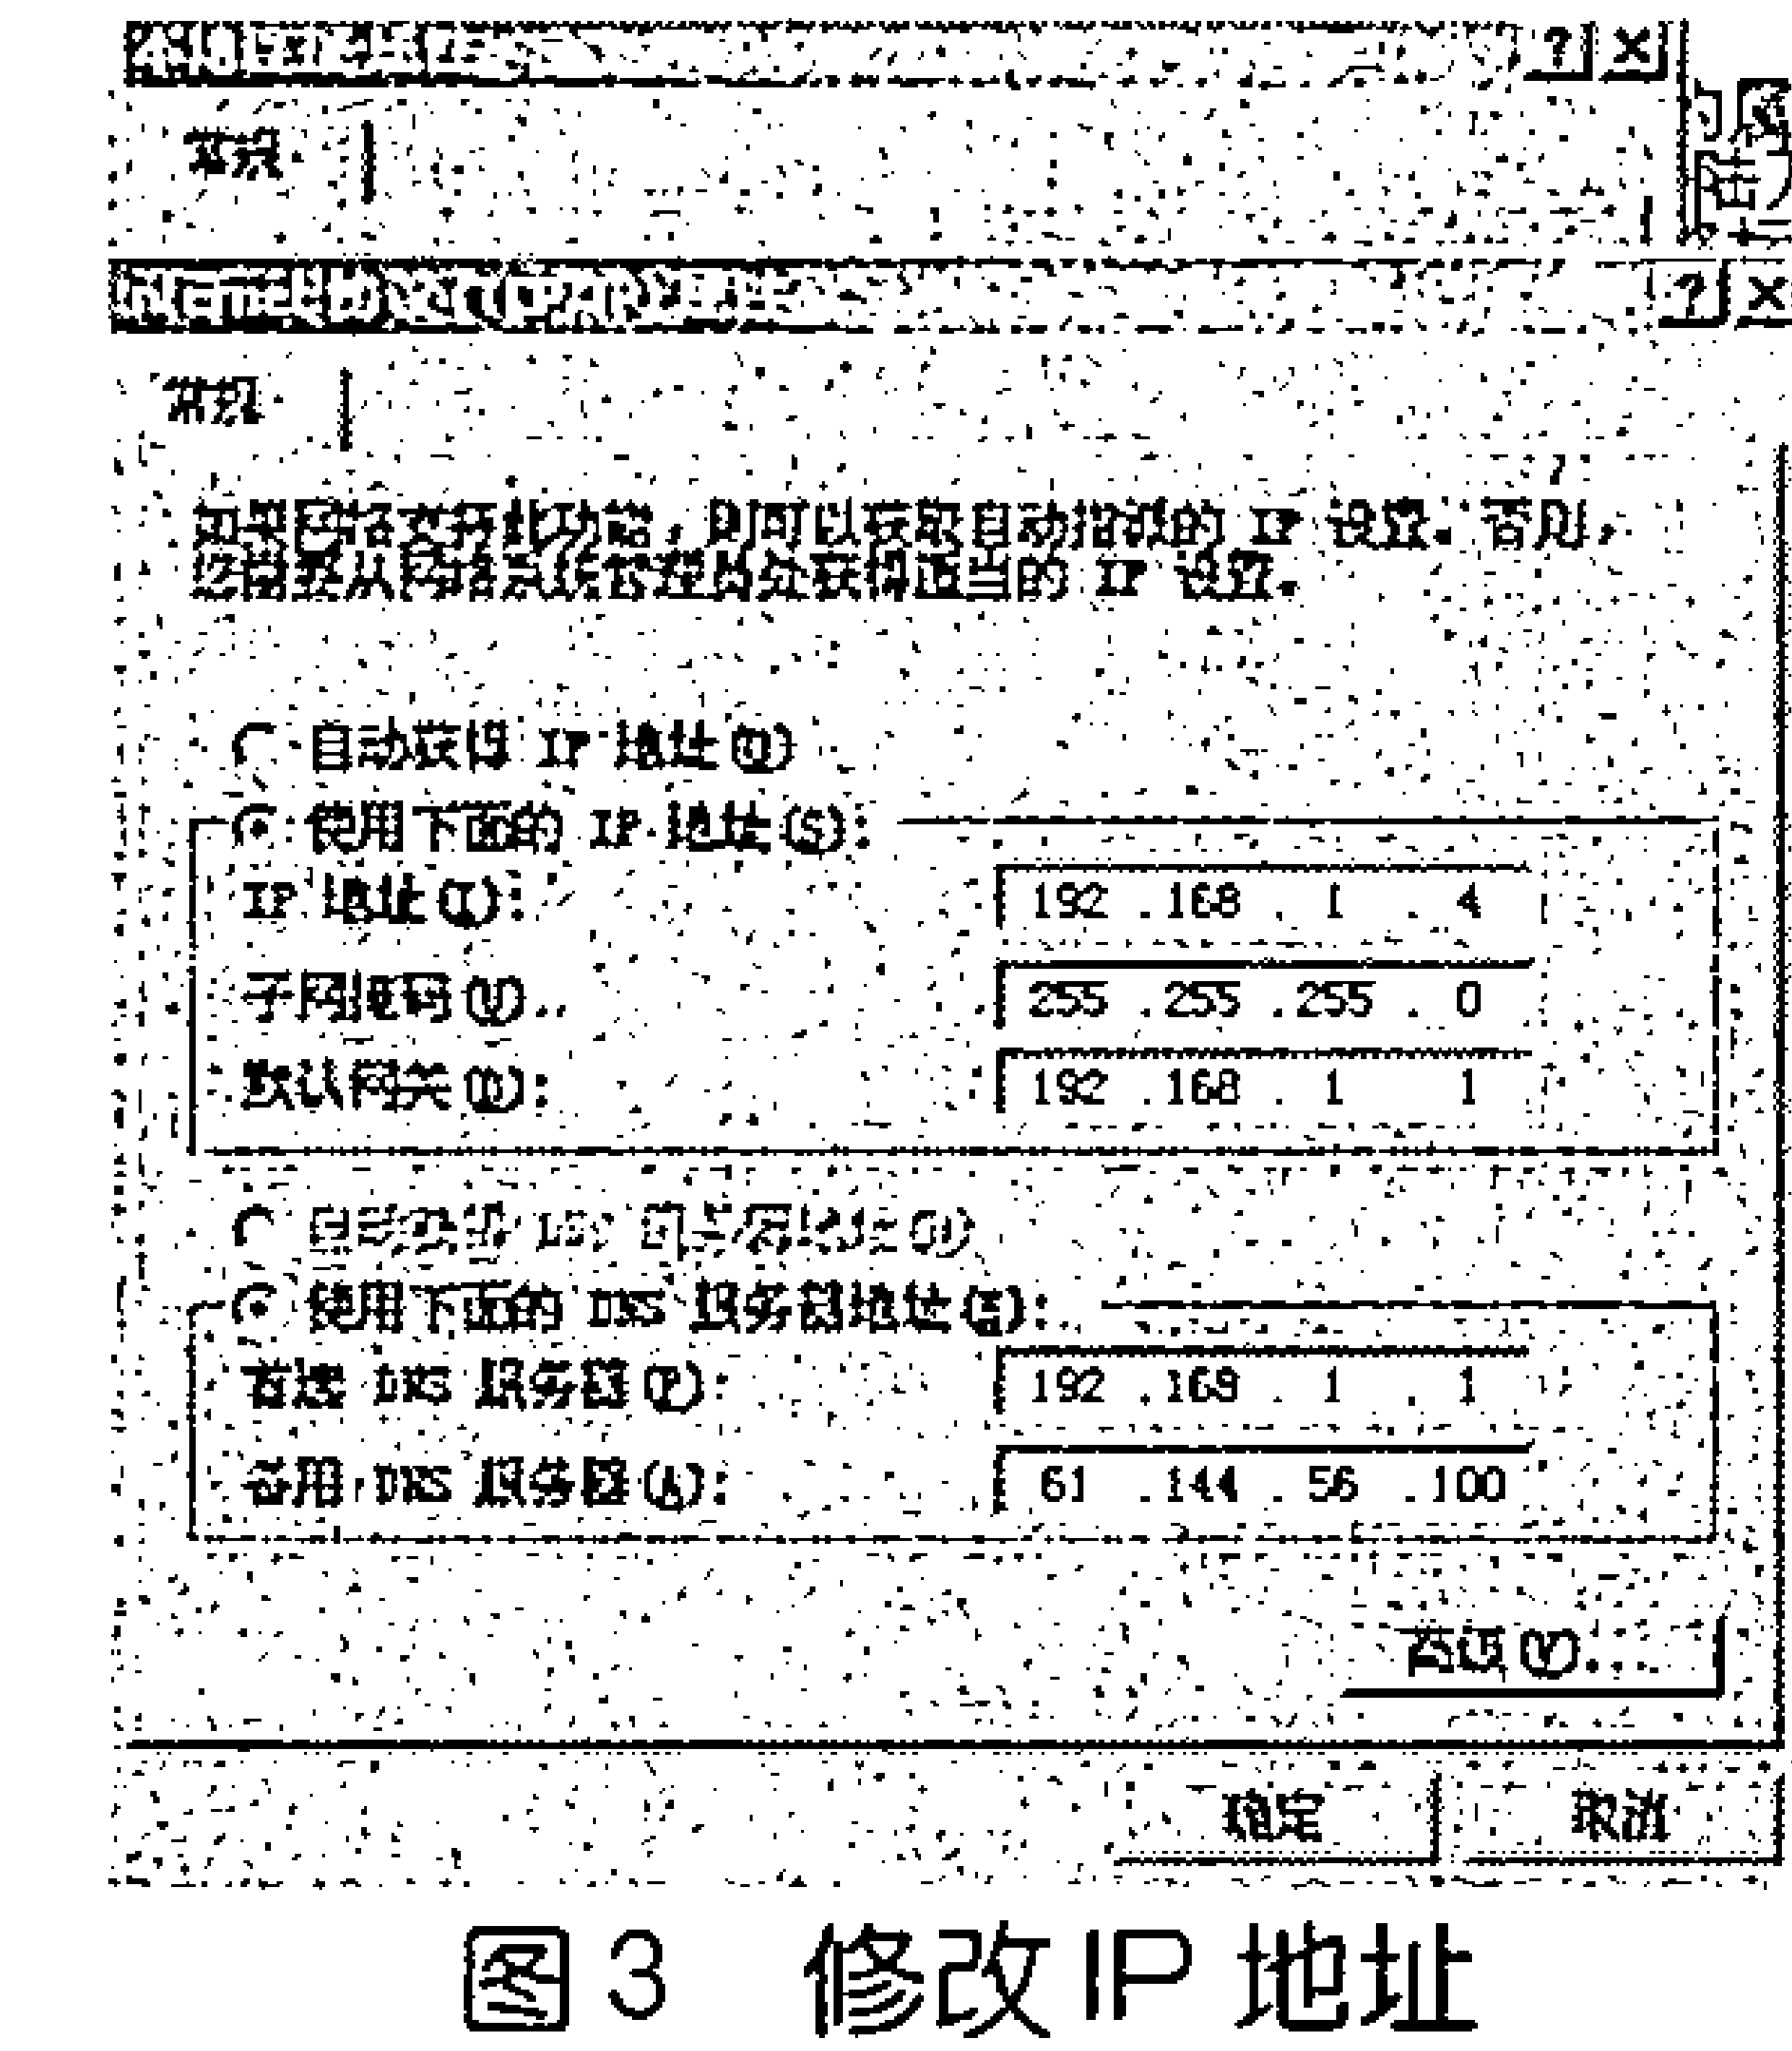 常规
常规
如果网络支持此功能，则可以获取自动指派的 IP 设置。否则，
您需要从网络系统管理员处获得适当的 IP 设置。
自动获得 IP 地址(O)
使用下面的 IP 地址(S):
IP 地址(I): 192 .168 . 1 . 4
子网掩码(U): 255 .255 .255 . 0
默认网关(D): 192 .168 . 1 1
使用下面的 DNS 服务器地址(E):
首选 DNS 服务器(P): 192 .168 . 1 . 1
备用 DNS 服务器(A): 61 .144 . 56 .100
高级(V)...
确定 取消
图 3 修改 IP 地址